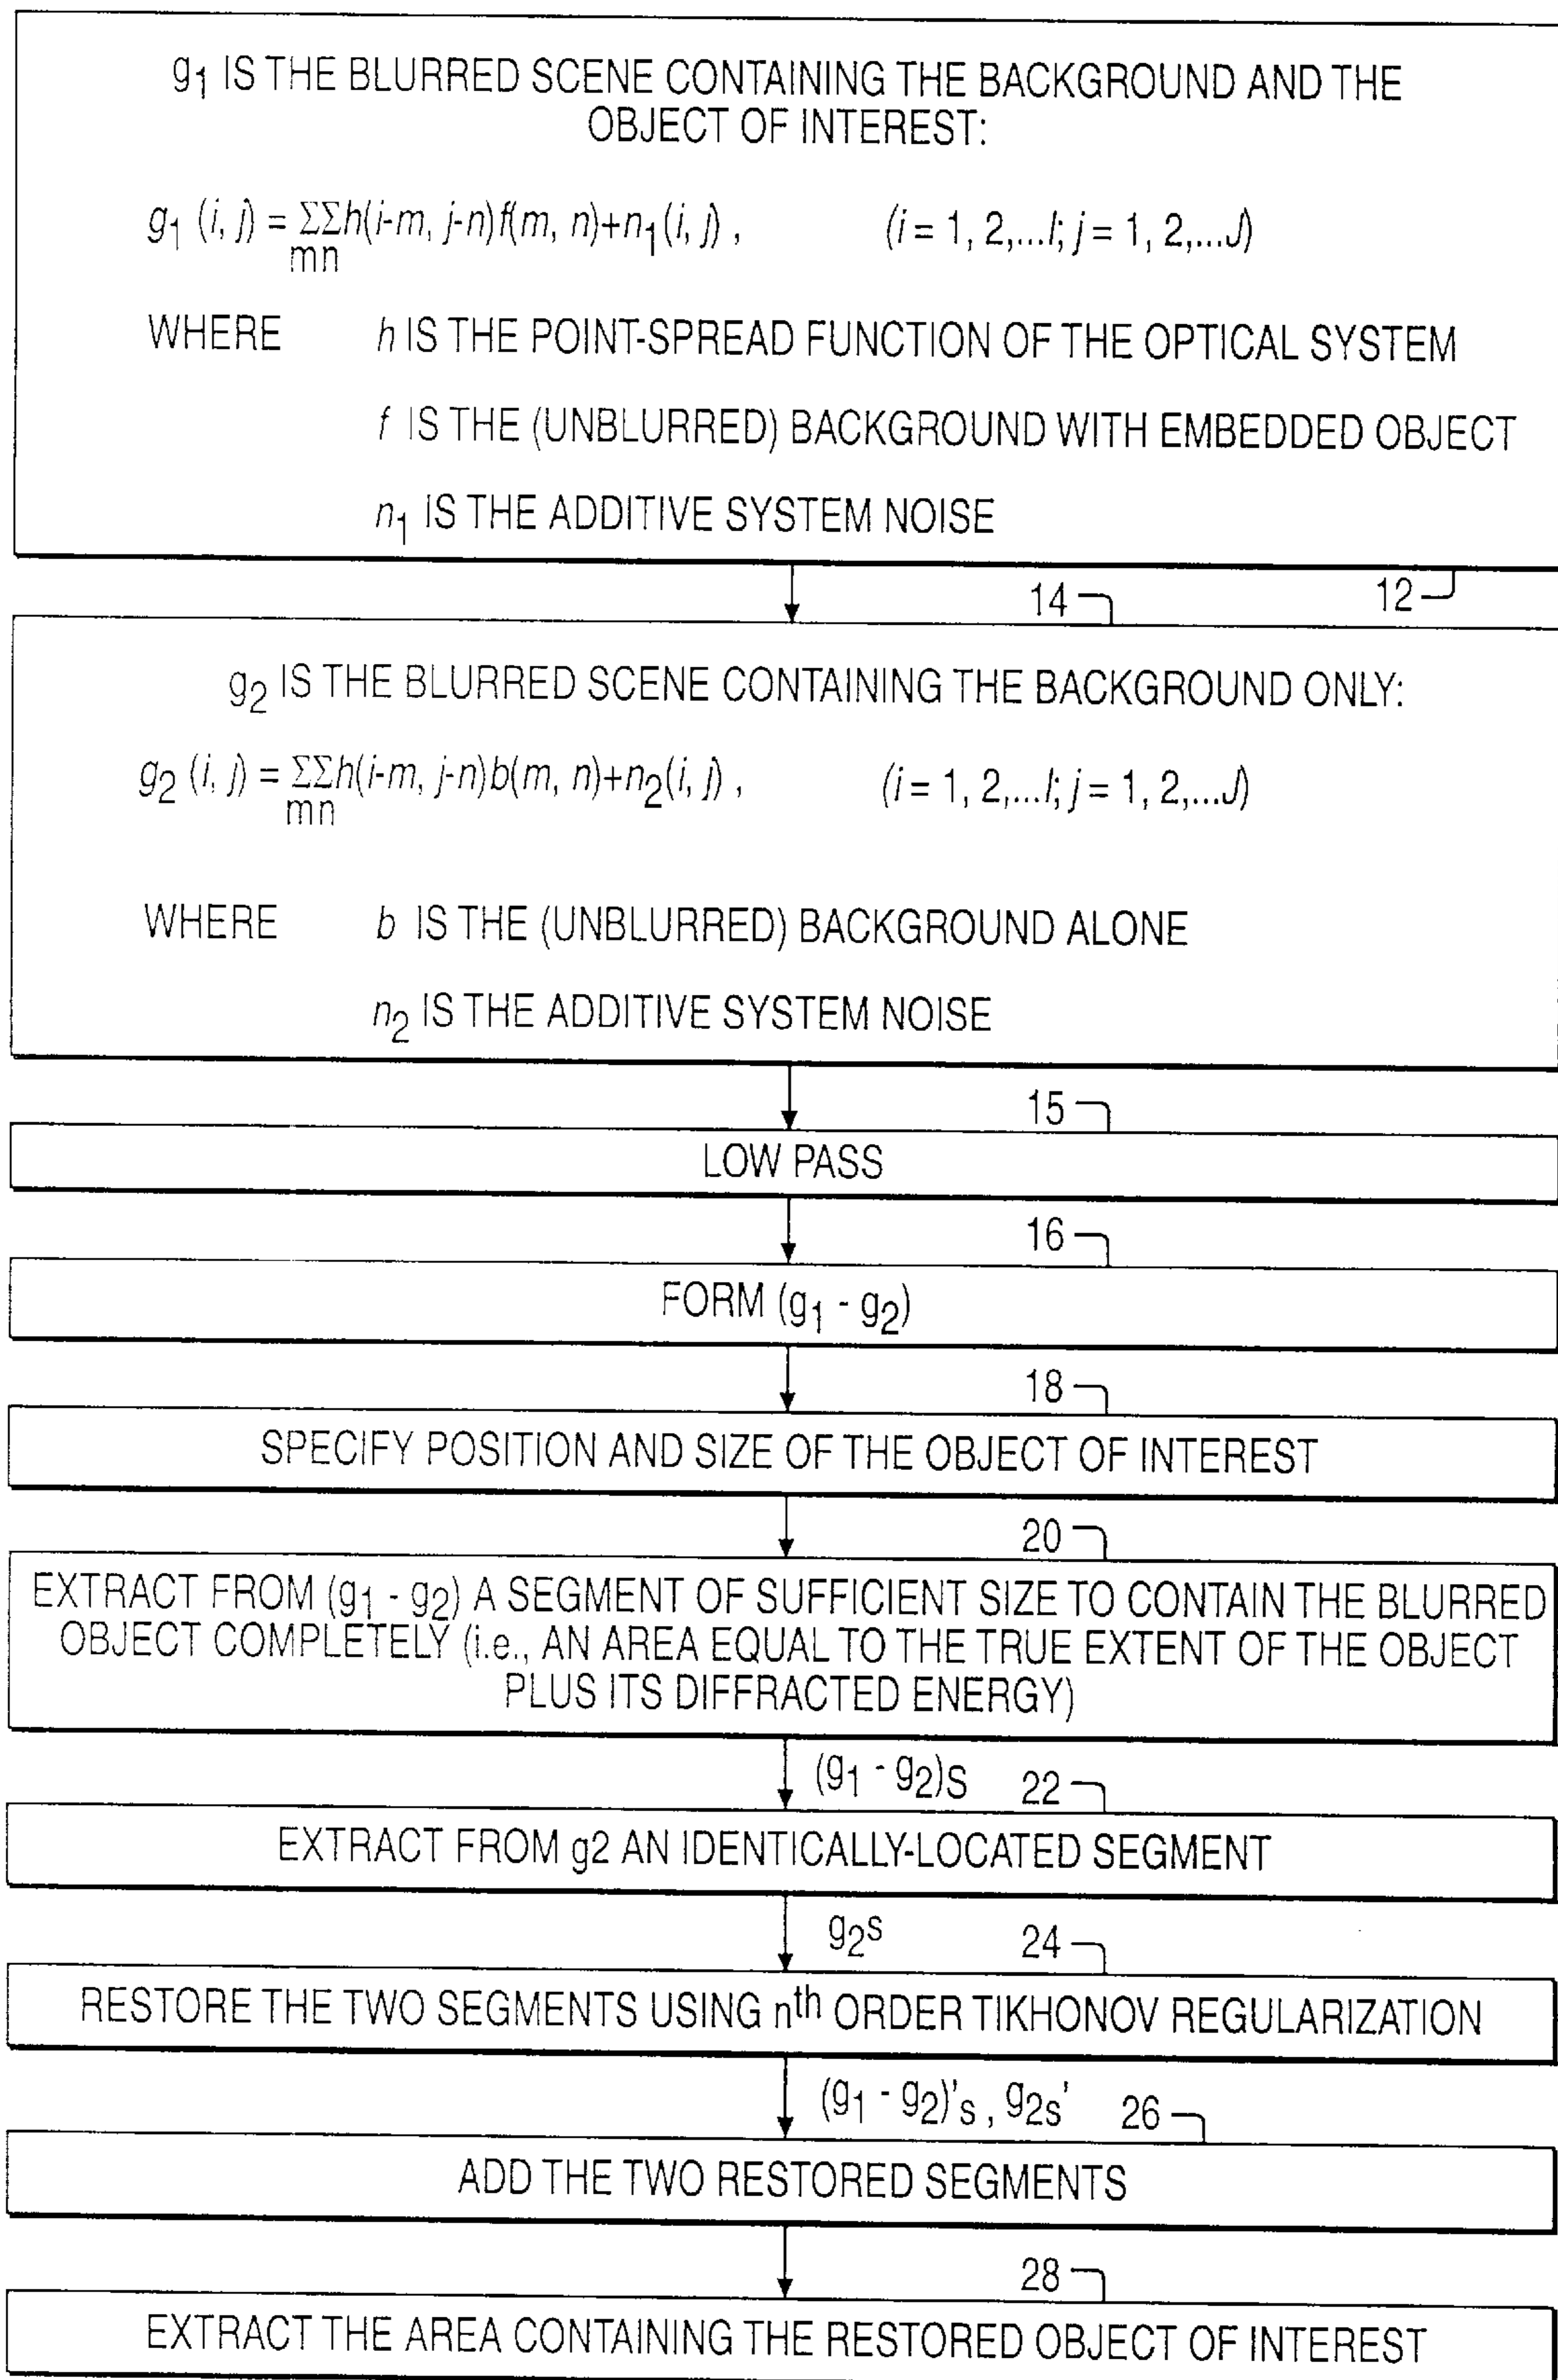 g1 IS THE BLURRED SCENE CONTAINING THE BACKGROUND AND THE
OBJECT OF INTEREST:
g1 (i, j) = ΣΣh(i-m, j-n)f(m, n)+n1(i, j) , (i = 1, 2,...I; j = 1, 2,...J)
mn
WHERE h IS THE POINT-SPREAD FUNCTION OF THE OPTICAL SYSTEM
f IS THE (UNBLURRED) BACKGROUND WITH EMBEDDED OBJECT
n1 IS THE ADDITIVE SYSTEM NOISE
14 12
g2 IS THE BLURRED SCENE CONTAINING THE BACKGROUND ONLY:
g2 (i, j) = ΣΣh(i-m, j-n)b(m, n)+n2(i, j) , (i = 1, 2,...I; j = 1, 2,...J)
mn
WHERE b IS THE (UNBLURRED) BACKGROUND ALONE
n2 IS THE ADDITIVE SYSTEM NOISE
15
LOW PASS
16
FORM (g1 - g2)
18
SPECIFY POSITION AND SIZE OF THE OBJECT OF INTEREST
20
EXTRACT FROM (g1 - g2) A SEGMENT OF SUFFICIENT SIZE TO CONTAIN THE BLURRED
OBJECT COMPLETELY (i.e., AN AREA EQUAL TO THE TRUE EXTENT OF THE OBJECT
PLUS ITS DIFFRACTED ENERGY)
(g1 - g2)S 22
EXTRACT FROM g2 AN IDENTICALLY-LOCATED SEGMENT
g2s 24
RESTORE THE TWO SEGMENTS USING nth ORDER TIKHONOV REGULARIZATION
(g1 - g2)'s , g2s' 26
ADD THE TWO RESTORED SEGMENTS
28
EXTRACT THE AREA CONTAINING THE RESTORED OBJECT OF INTEREST